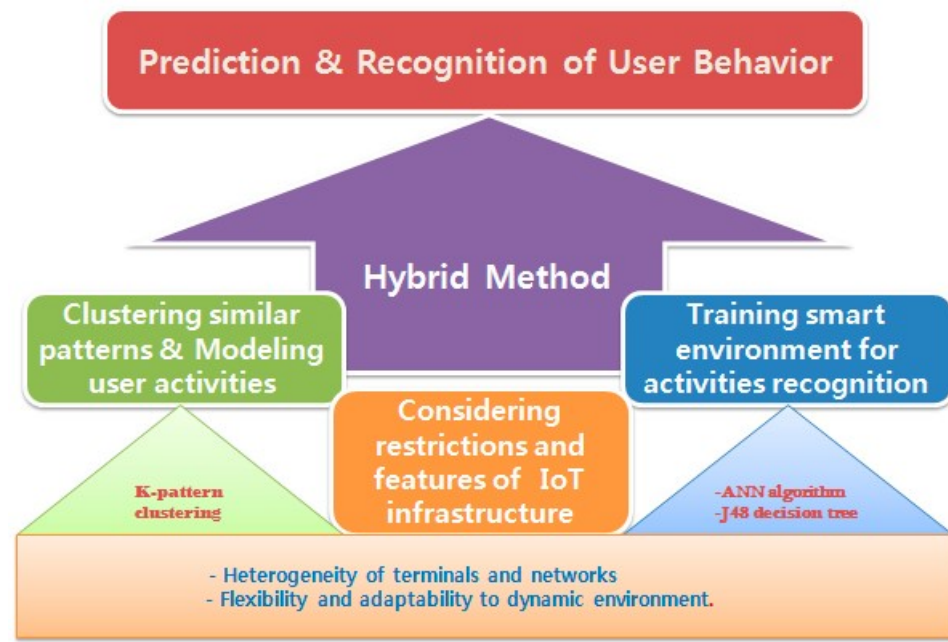 Prediction & Recognition of User Behavior
Hybrid Method
Clustering similar
patterns & Modeling
user activities
Training smart
environment for
activities recognition
Considering
restrictions and
features of IoT
infrastructure
K-pattern
clustering
-ANN algorithm
-J48 decision tree
- Heterogeneity of terminals and networks
- Flexibility and adaptability to dynamic environment.